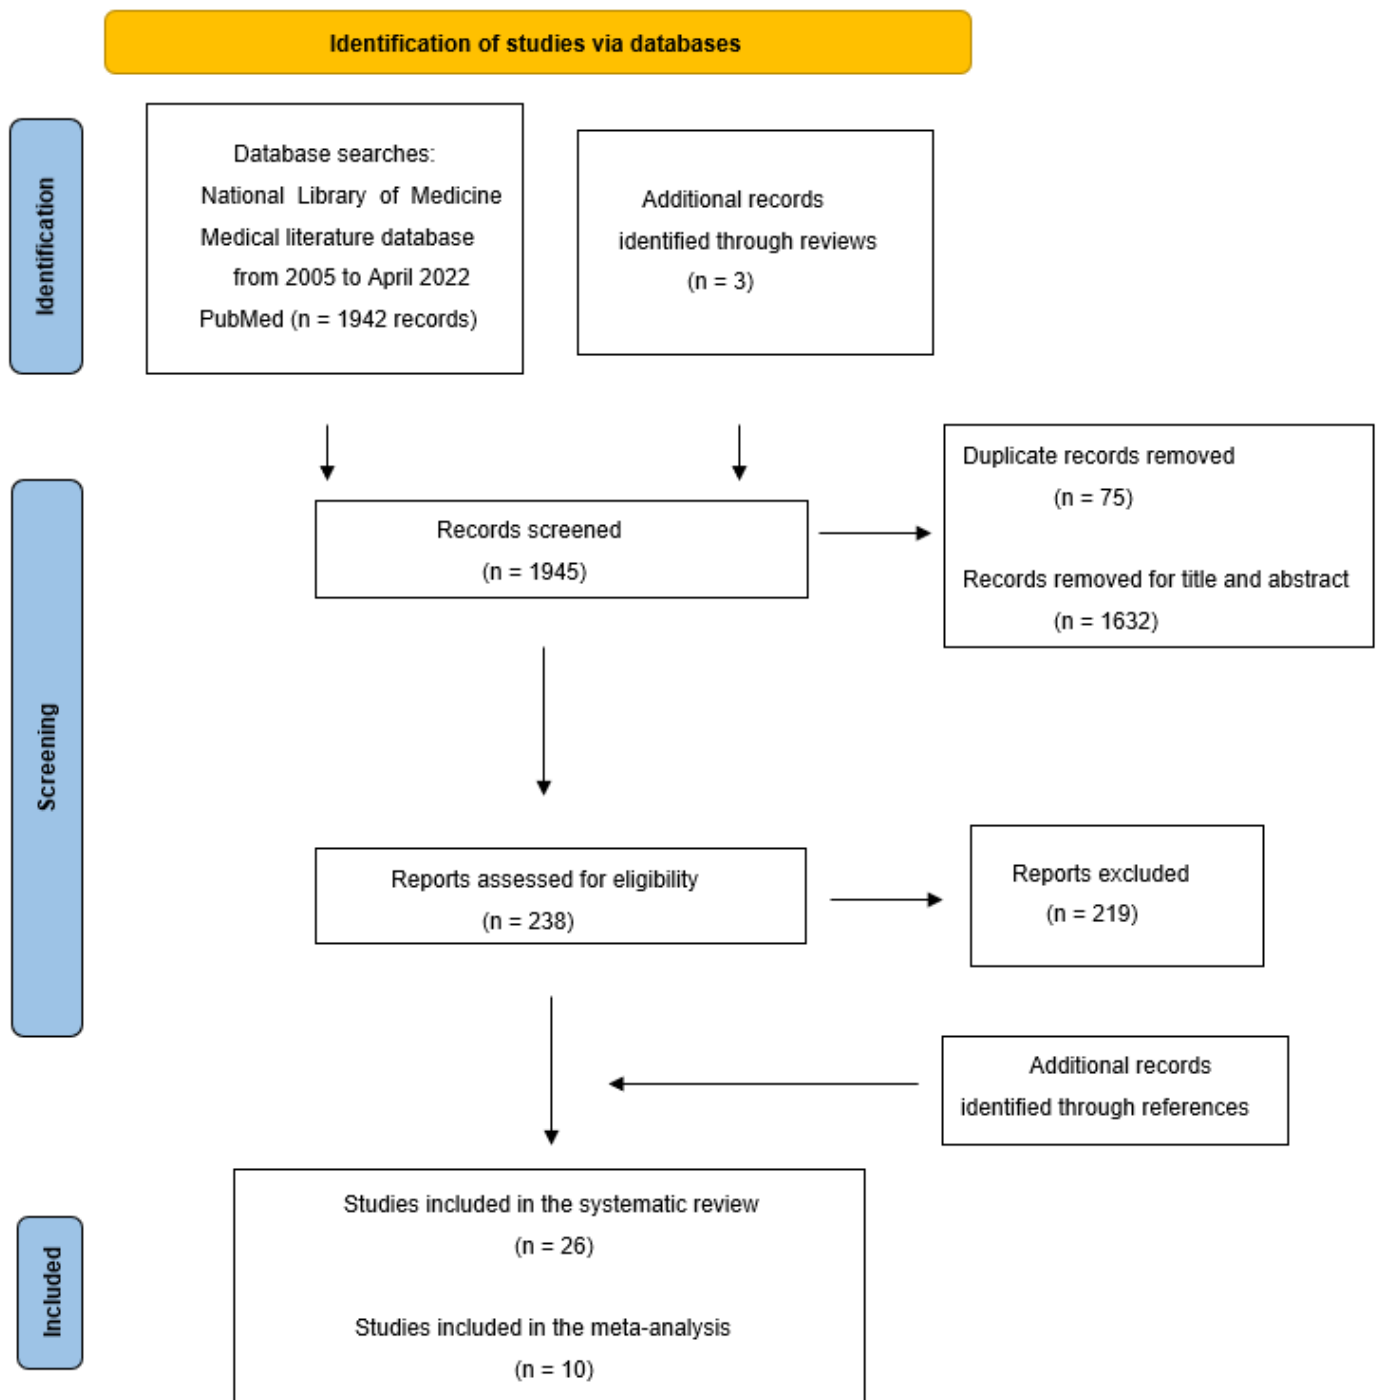 Identification of studies via databases
Identification
Database searches:
National Library of Medicine
Medical literature database
from 2005 to April 2022
PubMed (n = 1942 records)
Additional records
identified through reviews
(n = 3)
Screening
Records screened
(n = 1945)
Duplicate records removed
(n = 75)
Records removed for title and abstract
(n = 1632)
Reports assessed for eligibility
(n = 238)
Reports excluded
(n = 219)
Additional records
identified through references
Included
Studies included in the systematic review
(n = 26)
Studies included in the meta-analysis
(n = 10)